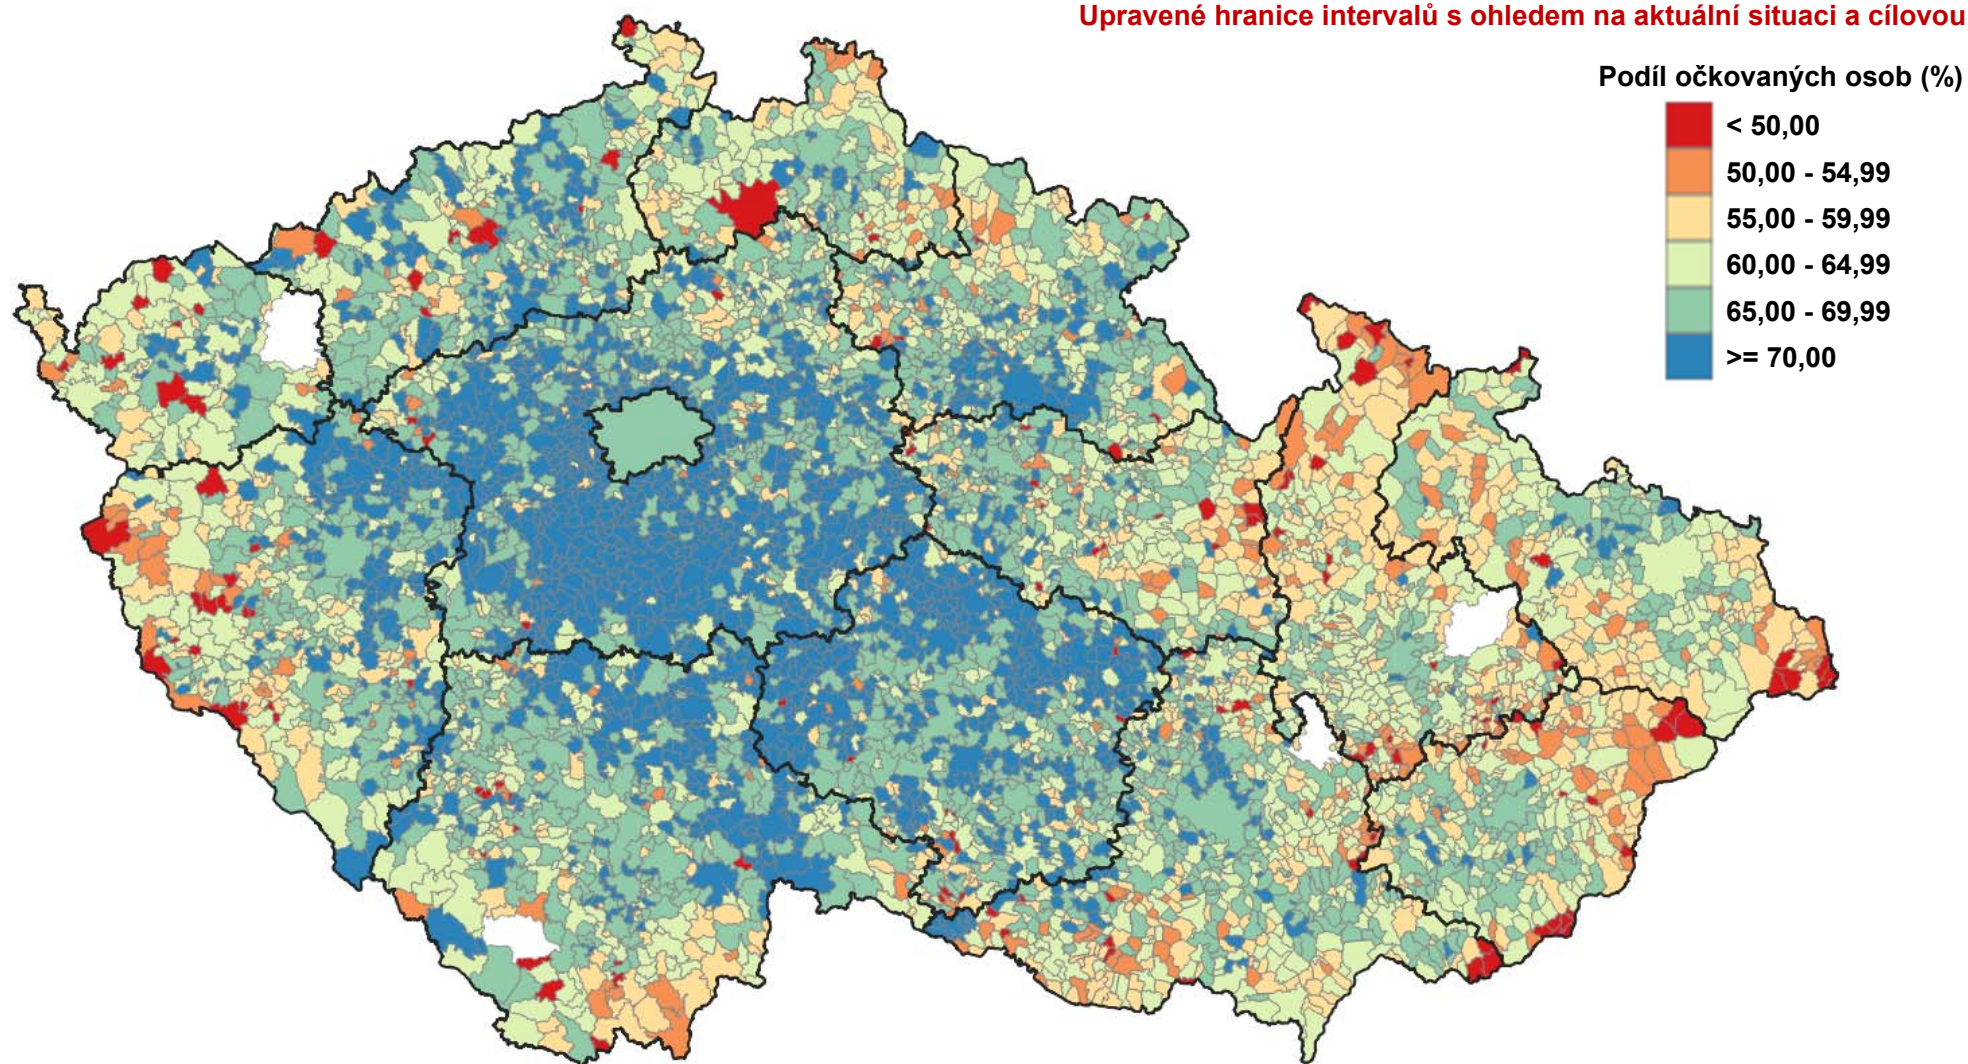 Upravené hranice intervalů s ohledem na aktuální situaci a cílovou
Podíl očkovaných osob (%)
< 50,00
50,00 - 54,99
55,00 - 59,99
60,00 - 64,99
65,00 - 69,99
>= 70,00